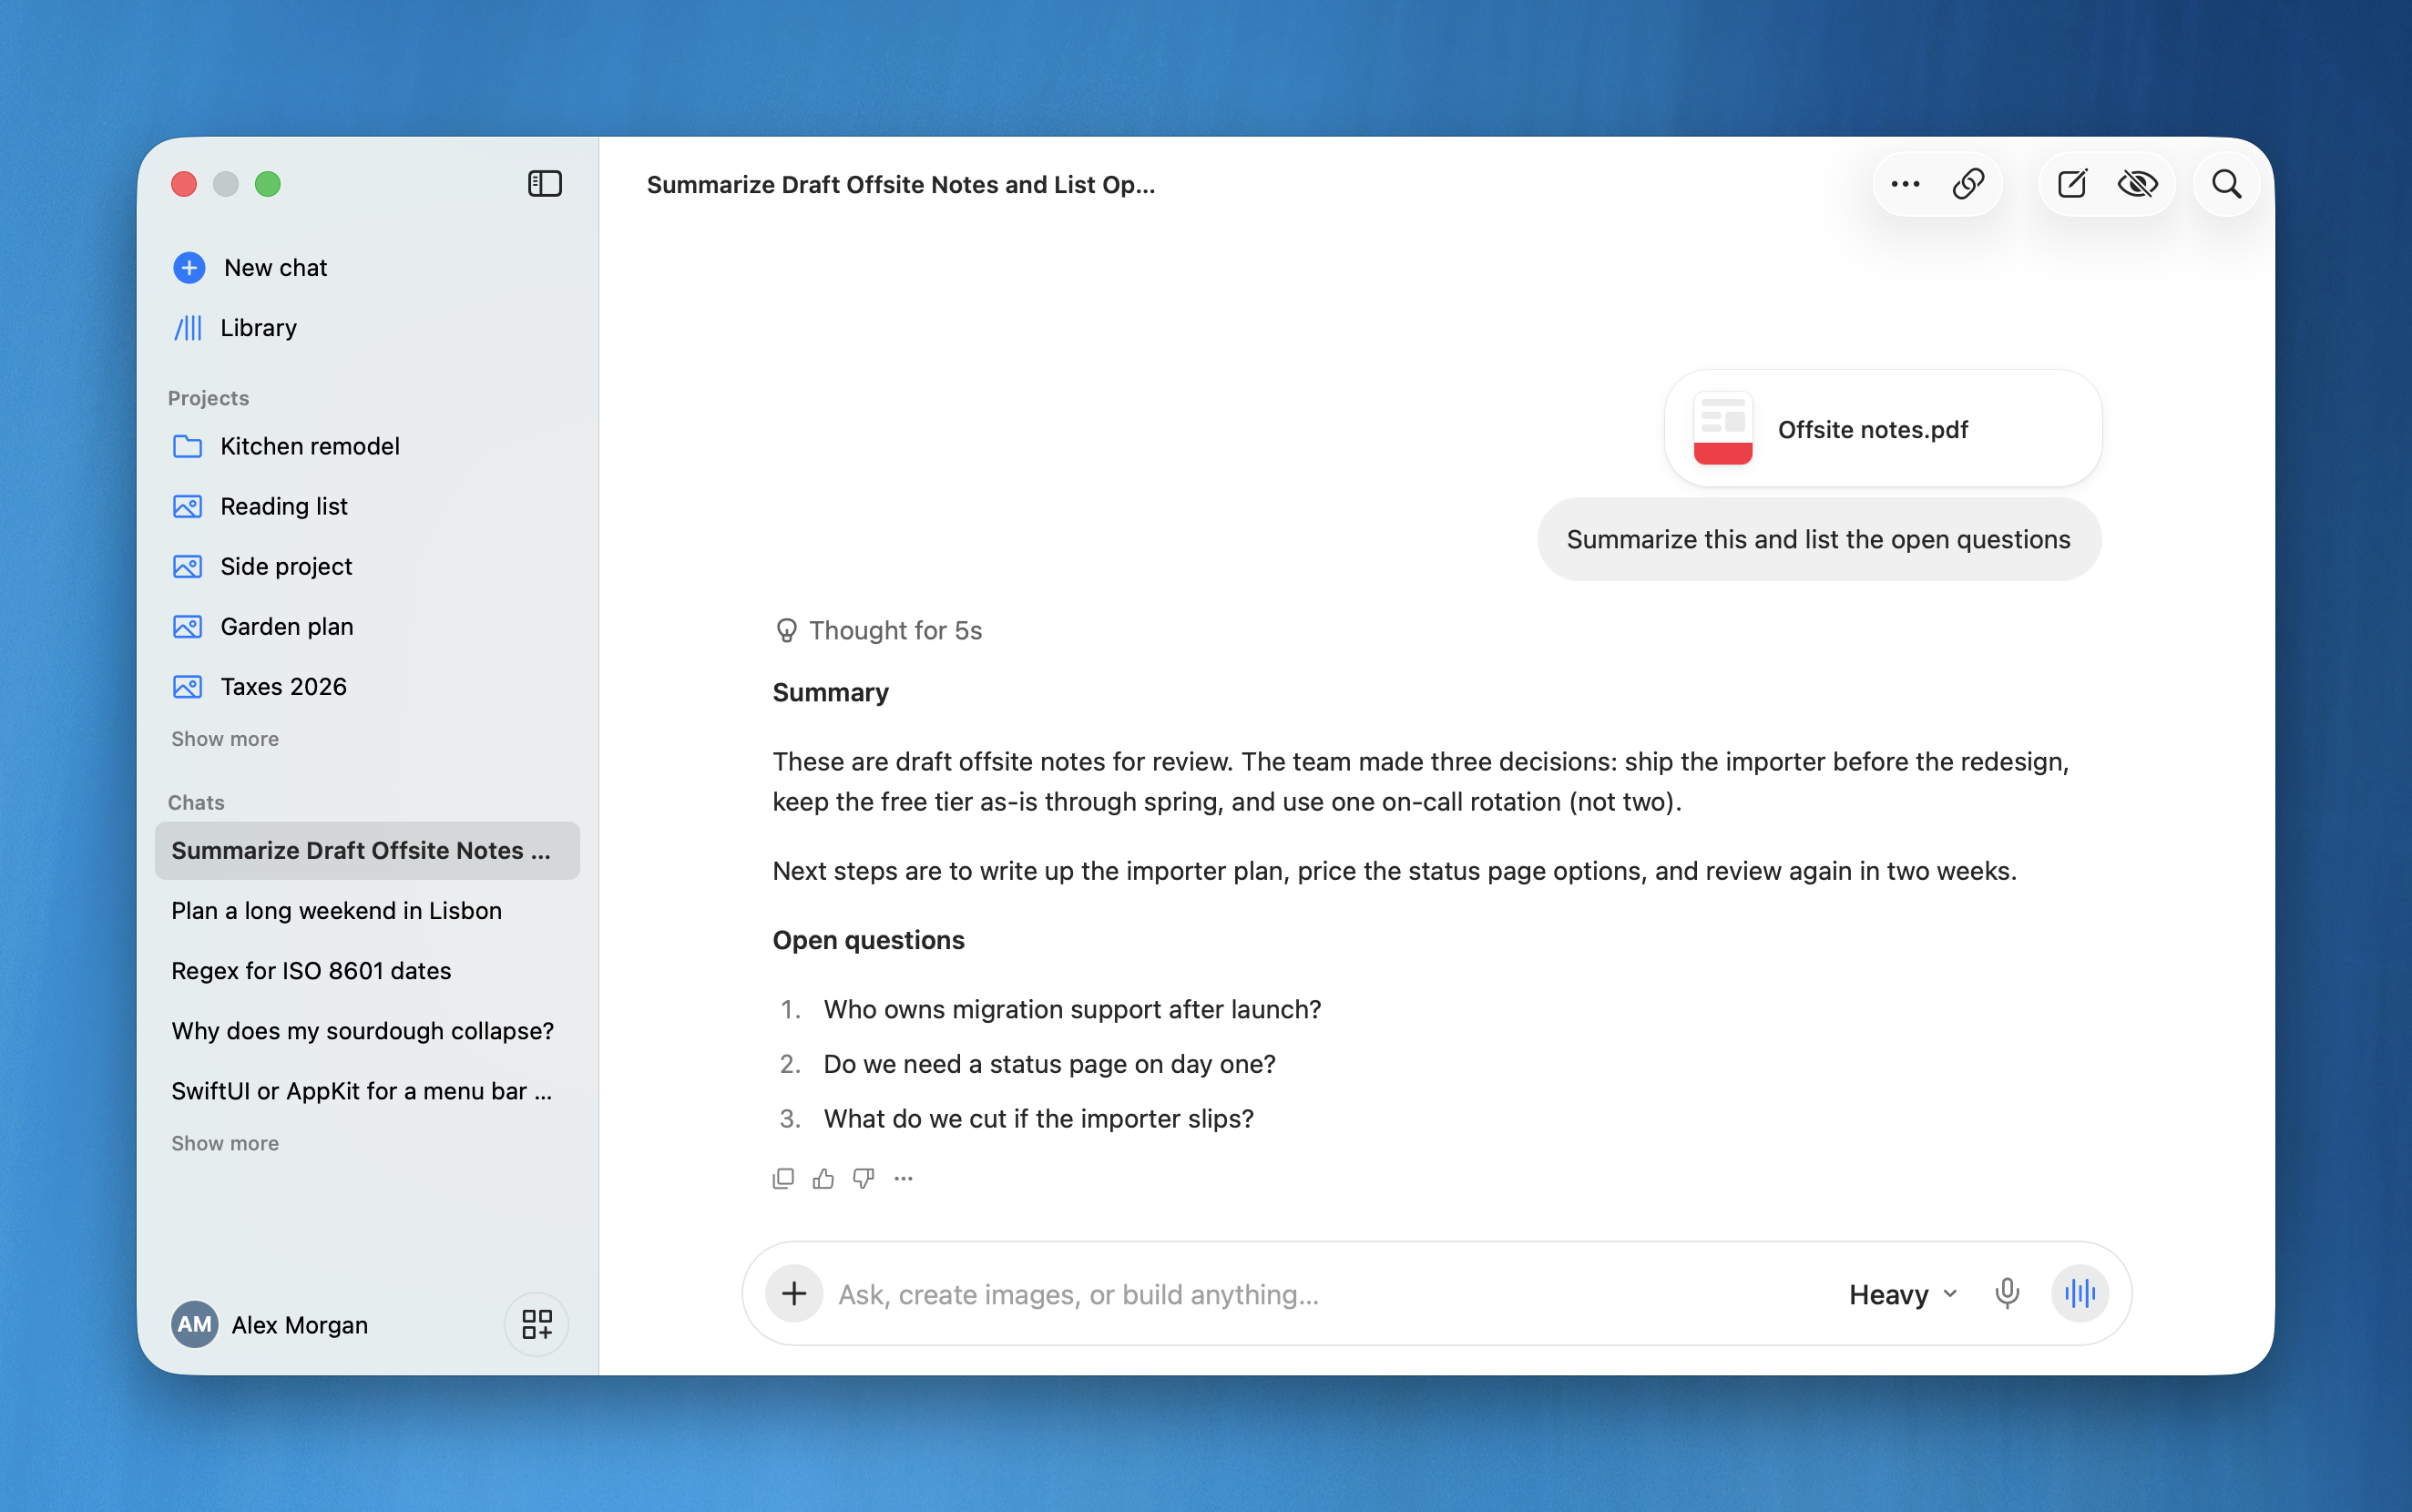 New chat
Library
Projects
Kitchen remodel
Reading list
Side project
Garden plan
Taxes 2026
Show more
Chats
Summarize Draft Offsite Notes ...
Plan a long weekend in Lisbon
Regex for ISO 8601 dates
Why does my sourdough collapse?
SwiftUI or AppKit for a menu bar ...
Show more
AM Alex Morgan
Summarize Draft Offsite Notes and List Op...
Offsite notes.pdf
Summarize this and list the open questions
Thought for 5s
Summary
These are draft offsite notes for review. The team made three decisions: ship the importer before the redesign,
keep the free tier as-is through spring, and use one on-call rotation (not two).
Next steps are to write up the importer plan, price the status page options, and review again in two weeks.
Open questions
1. Who owns migration support after launch?
2. Do we need a status page on day one?
3. What do we cut if the importer slips?
Ask, create images, or build anything...
Heavy